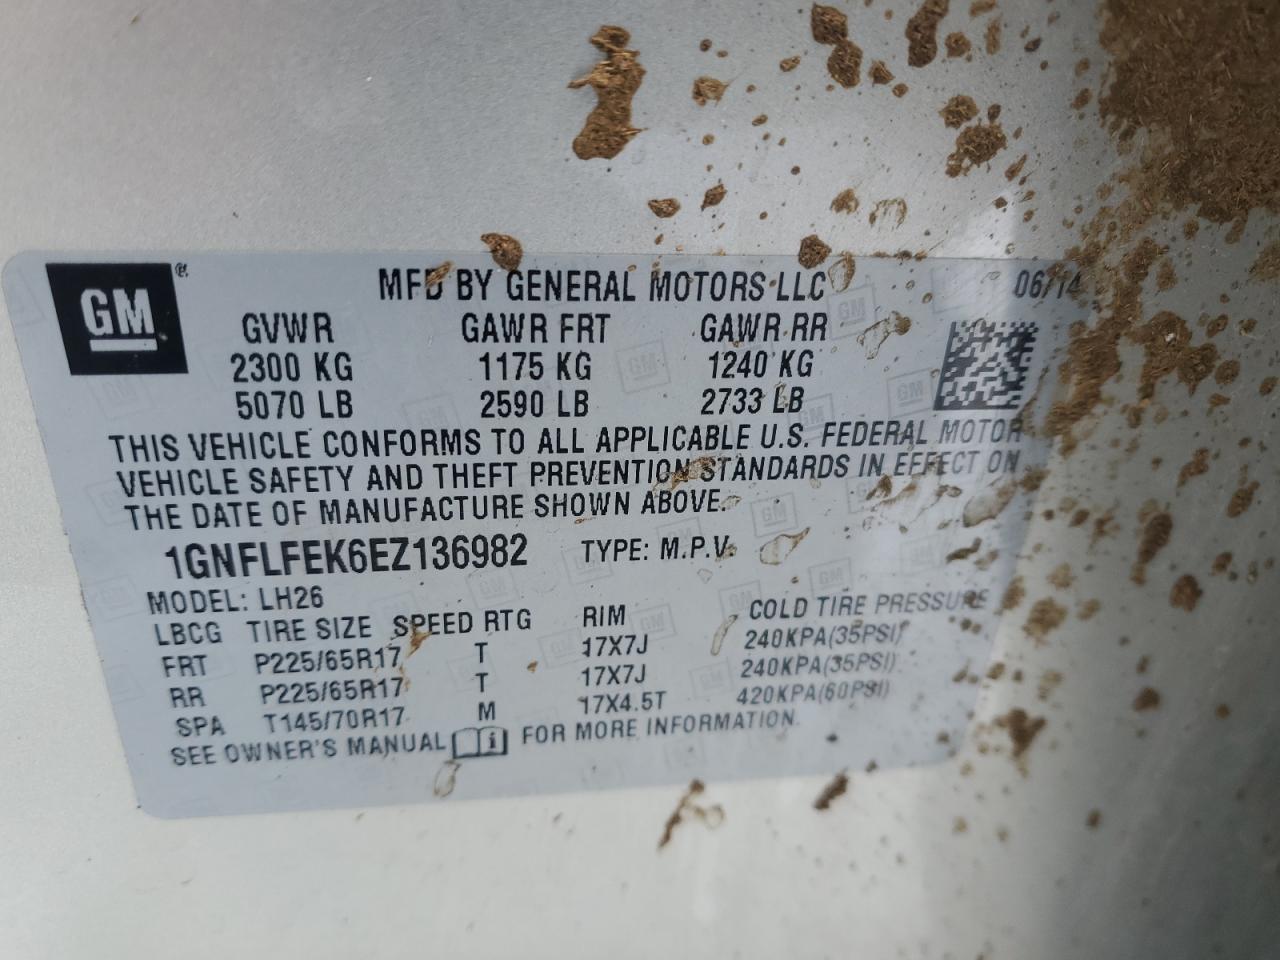 GM ®
MFD BY GENERAL MOTORS LLC 06/14
GVWR GAWR FRT GAWR RR
2300 KG 1175 KG 1240 KG
5070 LB 2590 LB 2733 LB
THIS VEHICLE CONFORMS TO ALL APPLICABLE U.S. FEDERAL MOTOR
VEHICLE SAFETY AND THEFT PREVENTION STANDARDS IN EFFECT ON
THE DATE OF MANUFACTURE SHOWN ABOVE.
1GNFLFEK6EZ136982 TYPE: M.P.V.
MODEL: LH26
LBCG TIRE SIZE SPEED RTG RIM COLD TIRE PRESSURE
FRT P225/65R17 T 17X7J 240KPA(35PSI)
RR P225/65R17 T 17X7J 240KPA(35PSI)
SPA T145/70R17 M 17X4.5T 420KPA(60PSI)
SEE OWNER'S MANUAL FOR MORE INFORMATION.